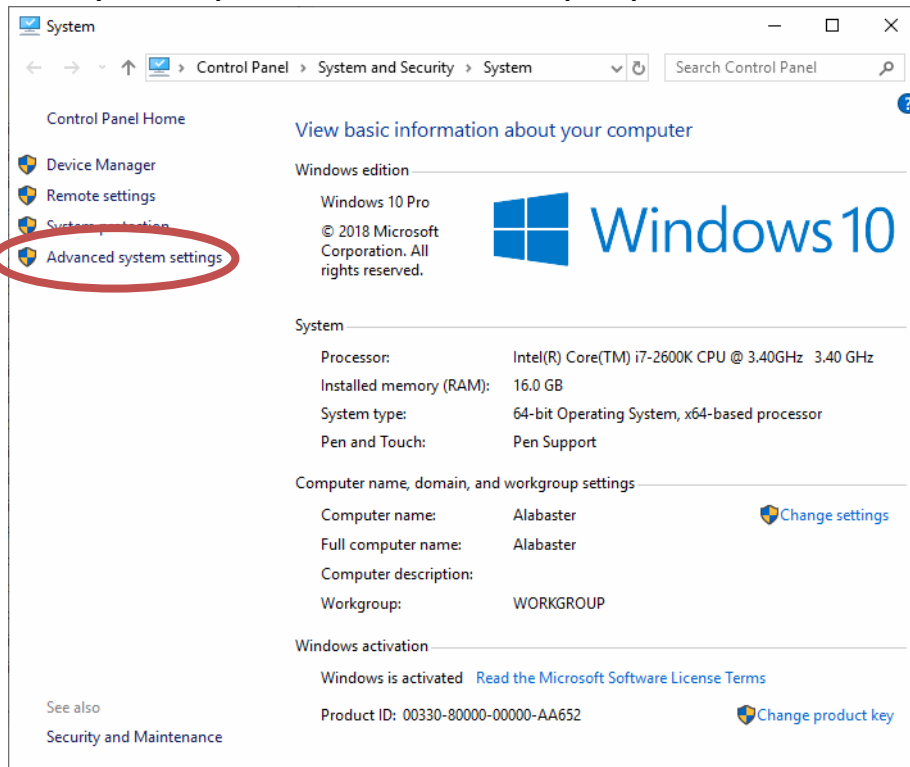 System
Control Panel > System and Security > System
Search Control Panel
?
Control Panel Home
Device Manager
Remote settings
System protection
Advanced system settings
View basic information about your computer
Windows edition
Windows 10 Pro
© 2018 Microsoft
Corporation. All
rights reserved.
Windows 10
System
Processor: Intel(R) Core(TM) i7-2600K CPU @ 3.40GHz 3.40 GHz
Installed memory (RAM): 16.0 GB
System type: 64-bit Operating System, x64-based processor
Pen and Touch: Pen Support
Computer name, domain, and workgroup settings
Computer name: Alabaster Change settings
Full computer name: Alabaster
Computer description:
Workgroup: WORKGROUP
Windows activation
Windows is activated Read the Microsoft Software License Terms
Product ID: 00330-80000-00000-AA652 Change product key
See also
Security and Maintenance